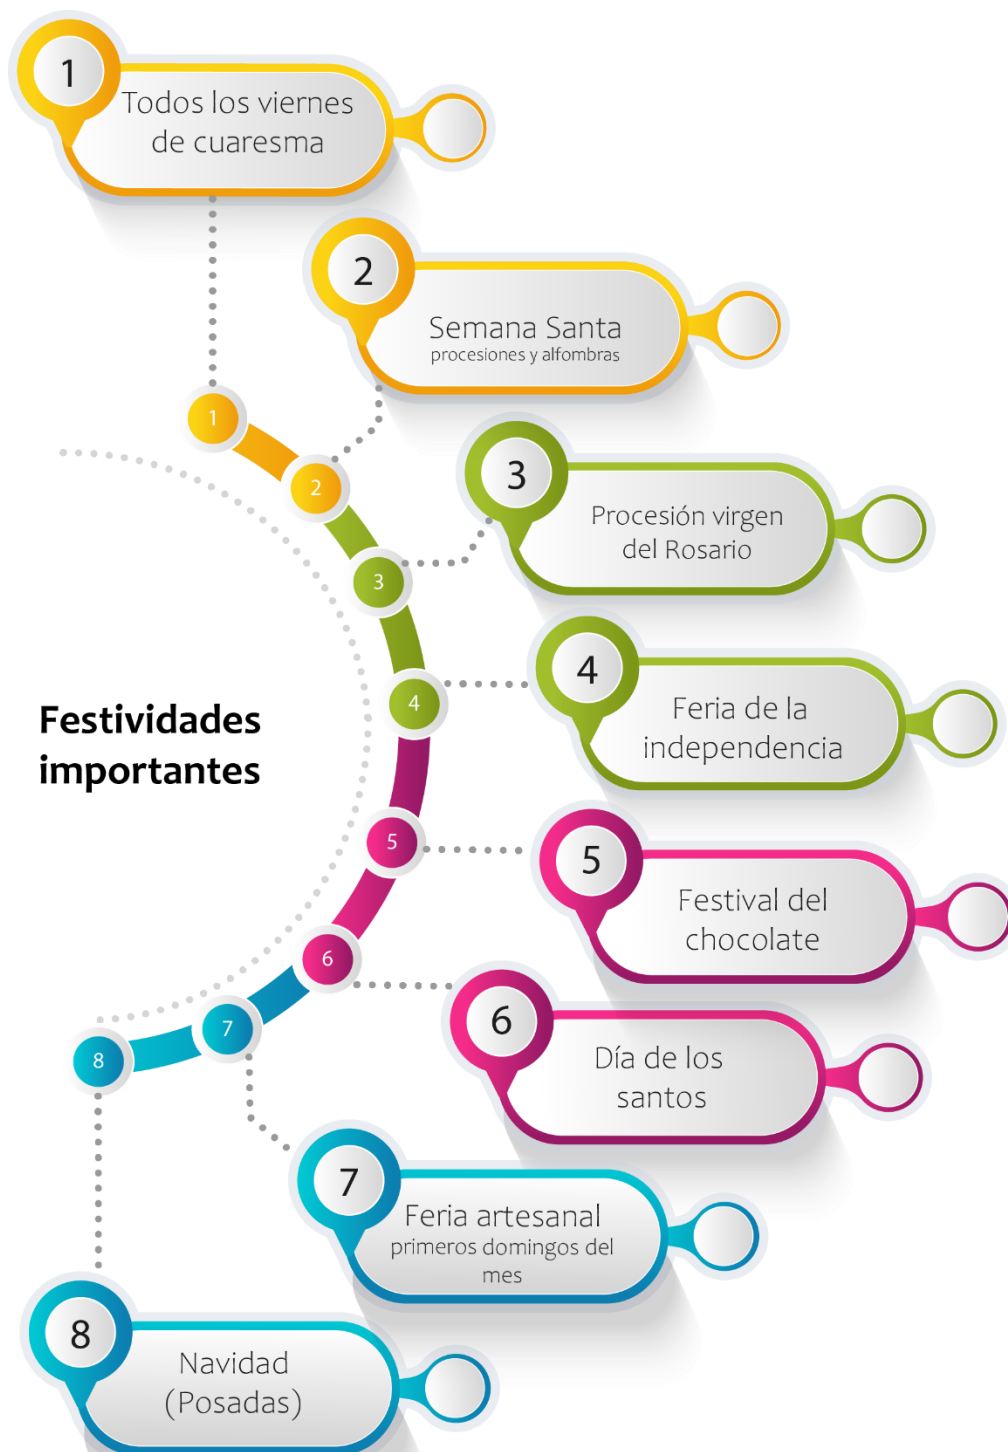 1
Todos los viernes
de cuaresma
2
Semana Santa
procesiones y alfombras
1
2
3
Procesión virgen
del Rosario
3
4
Feria de la
independencia
4
Festividades
importantes
5
Festival del
chocolate
5
6
6
Día de los
santos
7
8
7
Feria artesanal
primeros domingos del
mes
8
Navidad
(Posadas)